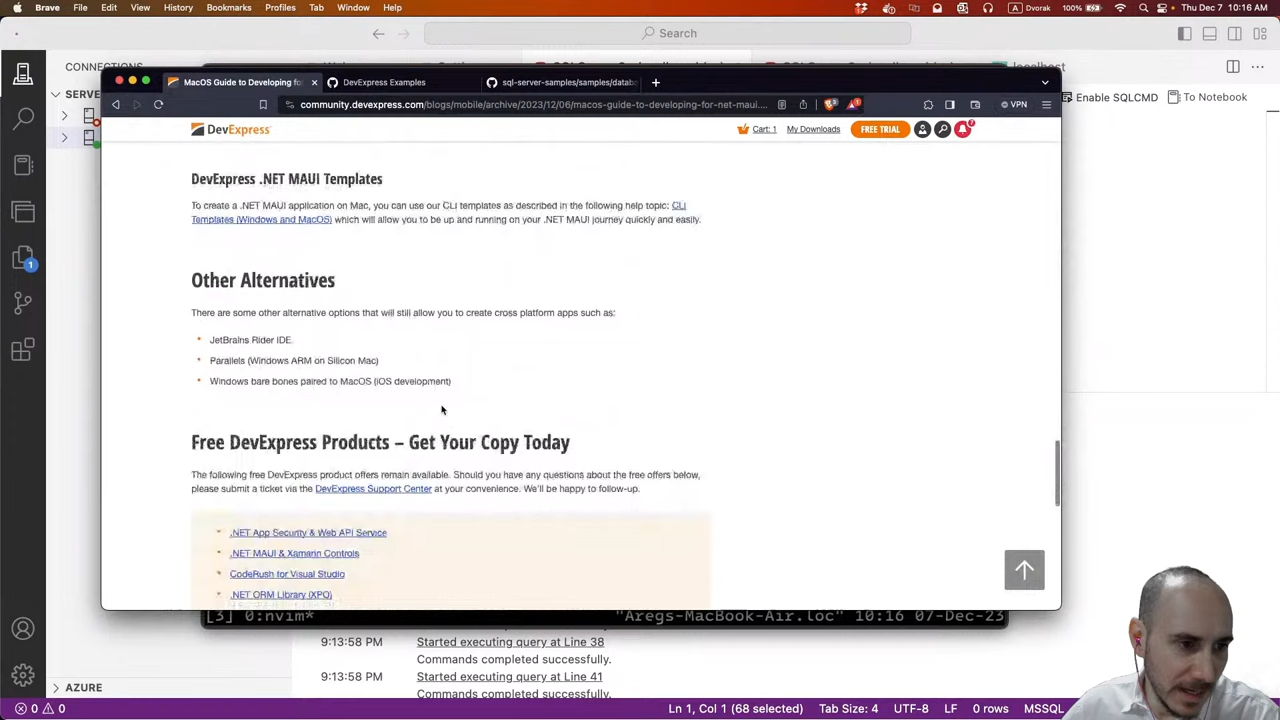 Brave File Edit View History Bookmarks Profiles Tab Window Help
A Dvorak 100% Thu Dec 7 10:16 AM
Search
CONNECTIONS
SERVE
localhost
Enable SQLCMD To Notebook
MacOS Guide to Developing fo × DevExpress Examples sql-server-samples/samples/datab +
community.devexpress.com/blogs/mobile/archive/2023/12/06/macos-guide-to-developing-for-net-maui.... VPN
DevExpress Cart: 1 My Downloads FREE TRIAL
DevExpress .NET MAUI Templates
To create a .NET MAUI application on Mac, you can use our CLI templates as described in the following help topic: CLI
Templates (Windows and MacOS) which will allow you to be up and running on your .NET MAUI journey quickly and easily.
Other Alternatives
There are some other alternative options that will still allow you to create cross platform apps such as:
JetBrains Rider IDE.
Parallels (Windows ARM on Silicon Mac)
Windows bare bones paired to MacOS (iOS development)
Free DevExpress Products – Get Your Copy Today
The following free DevExpress product offers remain available. Should you have any questions about the free offers below,
please submit a ticket via the DevExpress Support Center at your convenience. We'll be happy to follow-up.
.NET App Security & Web API Service
.NET MAUI & Xamarin Controls
CodeRush for Visual Studio
.NET ORM Library (XPO)
1
[3] 0:nvim* "Aregs-MacBook-Air.loc" 10:16 07-Dec-23
9:13:58 PM Started executing query at Line 38
Commands completed successfully.
9:13:58 PM Started executing query at Line 41
Commands completed successfully.
AZURE
0 0 Ln 1, Col 1 (68 selected) Tab Size: 4 UTF-8 LF 0 rows MSSQL